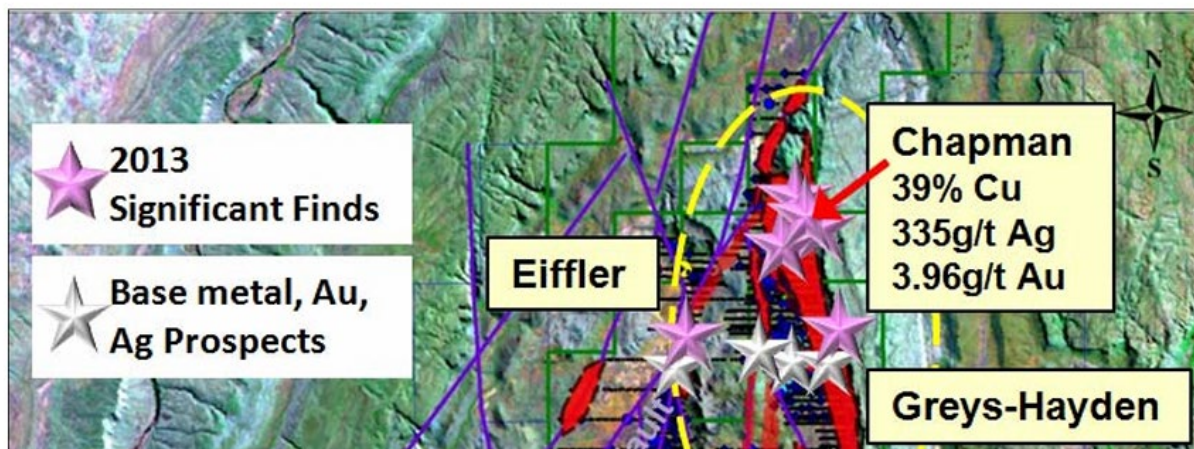 2013
Significant Finds
Base metal, Au,
Ag Prospects
Eiffler
Chapman
39% Cu
335g/t Ag
3.96g/t Au
N
S
Greys-Hayden